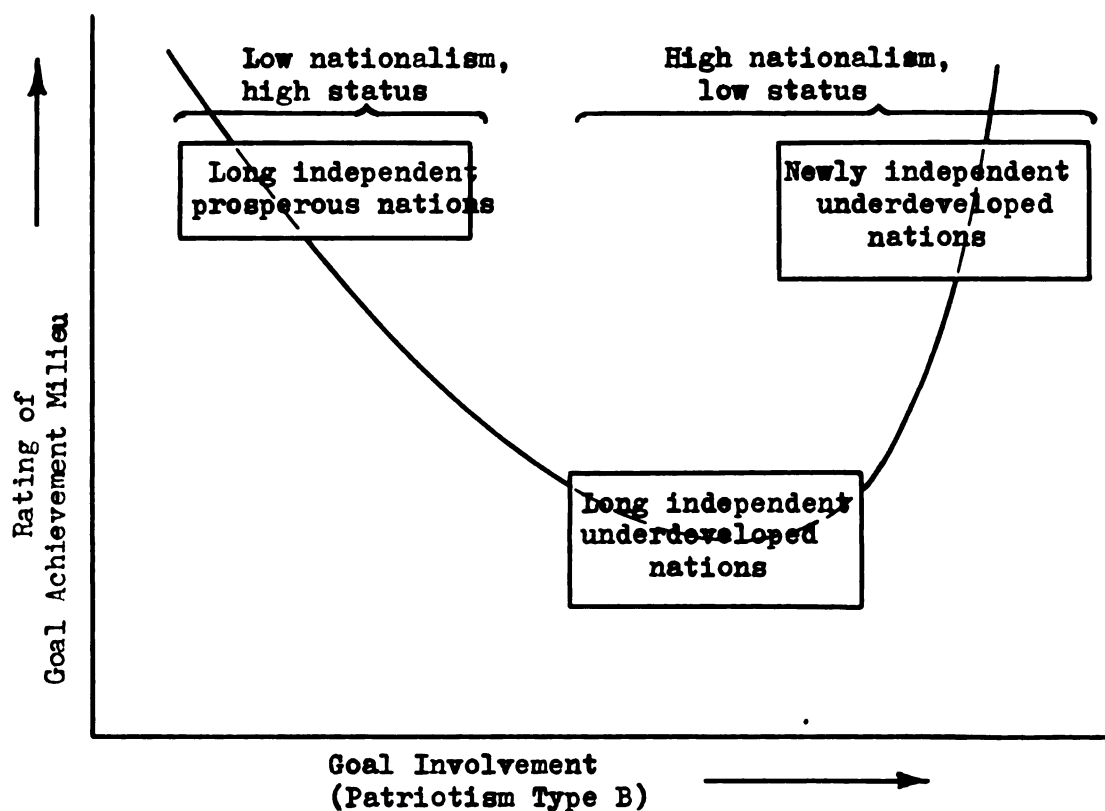 Low nationalism,
high status
High nationalism,
low status
Long independent
prosperous nations
Newly independent
underdeveloped
nations
Rating of
Goal Achievement Milieu
Long independent
underdeveloped
nations
Goal Involvement
(Patriotism Type B)